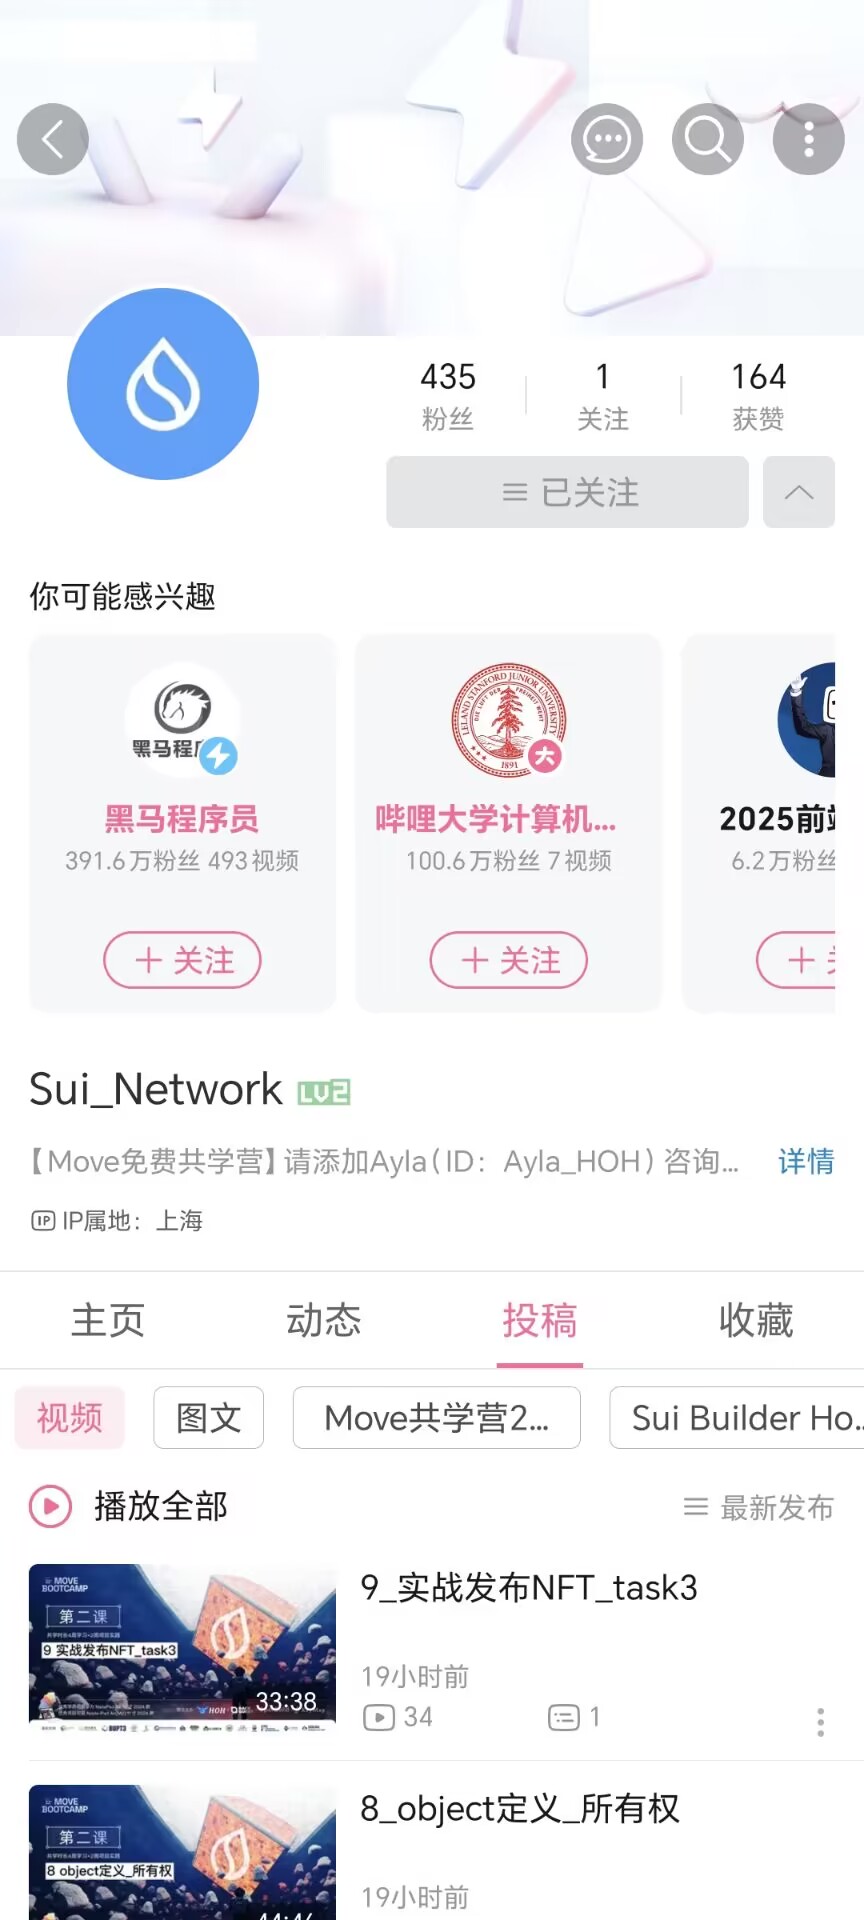 435
粉丝
1
关注
164
获赞
已关注
你可能感兴趣
黑马程序员
391.6万粉丝 493视频
+ 关注
LELAND STANFORD JUNIOR UNIVERSITY
1891
大
哔哩大学计算机...
100.6万粉丝 7视频
+ 关注
2025前
6.2万粉丝
+
Sui_Network LV2
【Move免费共学营】请添加Ayla(ID：Ayla_HOH) 咨询... 详情
IP IP属地：上海
主页
动态
投稿
收藏
视频
图文
Move共学营2...
Sui Builder Ho...
播放全部
最新发布
MOVE
BOOTCAMP
第二课
9 实战发布NFT_task3
33:38
9_实战发布NFT_task3
19小时前
34
1
MOVE
BOOTCAMP
第二课
8 object定义_所有权
8_object定义_所有权
19小时前